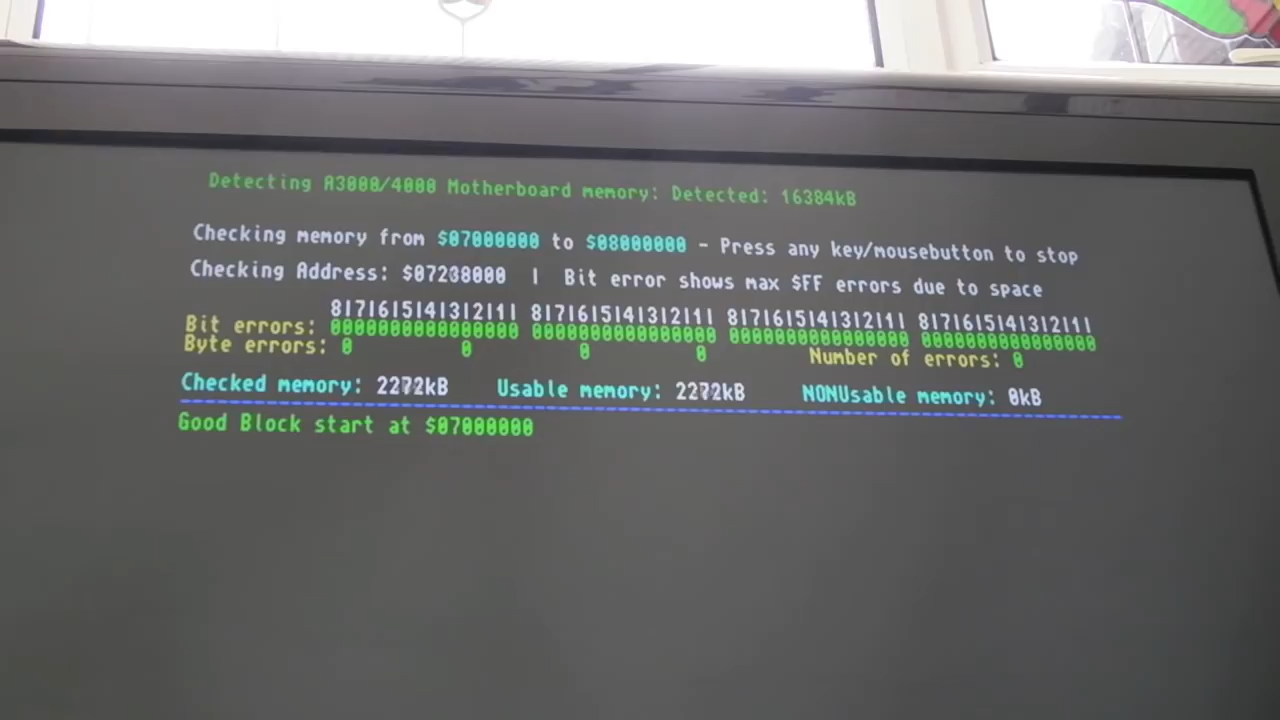 Detecting A3000/4000 Motherboard memory: Detected: 16384kB
Checking memory from $07000000 to $08000000 - Press any key/mousebutton to stop
Checking Address: $07238000 | Bit error shows max $FF errors due to space
8|7|6|5|4|3|2|1| 8|7|6|5|4|3|2|1| 8|7|6|5|4|3|2|1| 8|7|6|5|4|3|2|1|
Bit errors: 0000000000000000 0000000000000000 0000000000000000 0000000000000000
Byte errors: 0 0 0 0 Number of errors: 0
Checked memory: 2272kB Usable memory: 2272kB NONUsable memory: 0kB
Good Block start at $07000000